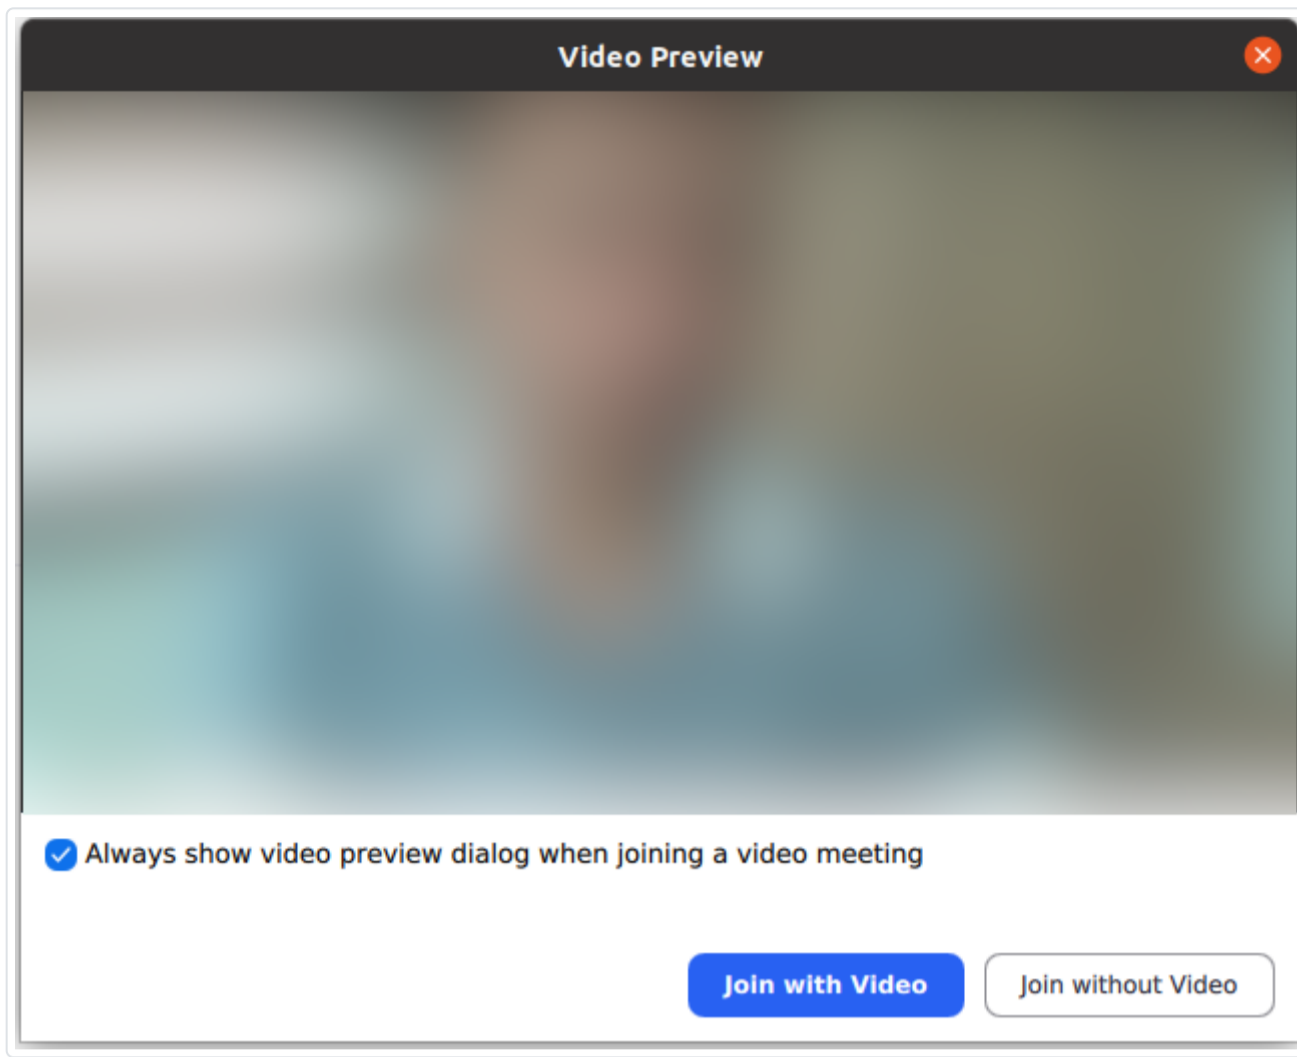 Video Preview
Always show video preview dialog when joining a video meeting
Join with Video
Join without Video